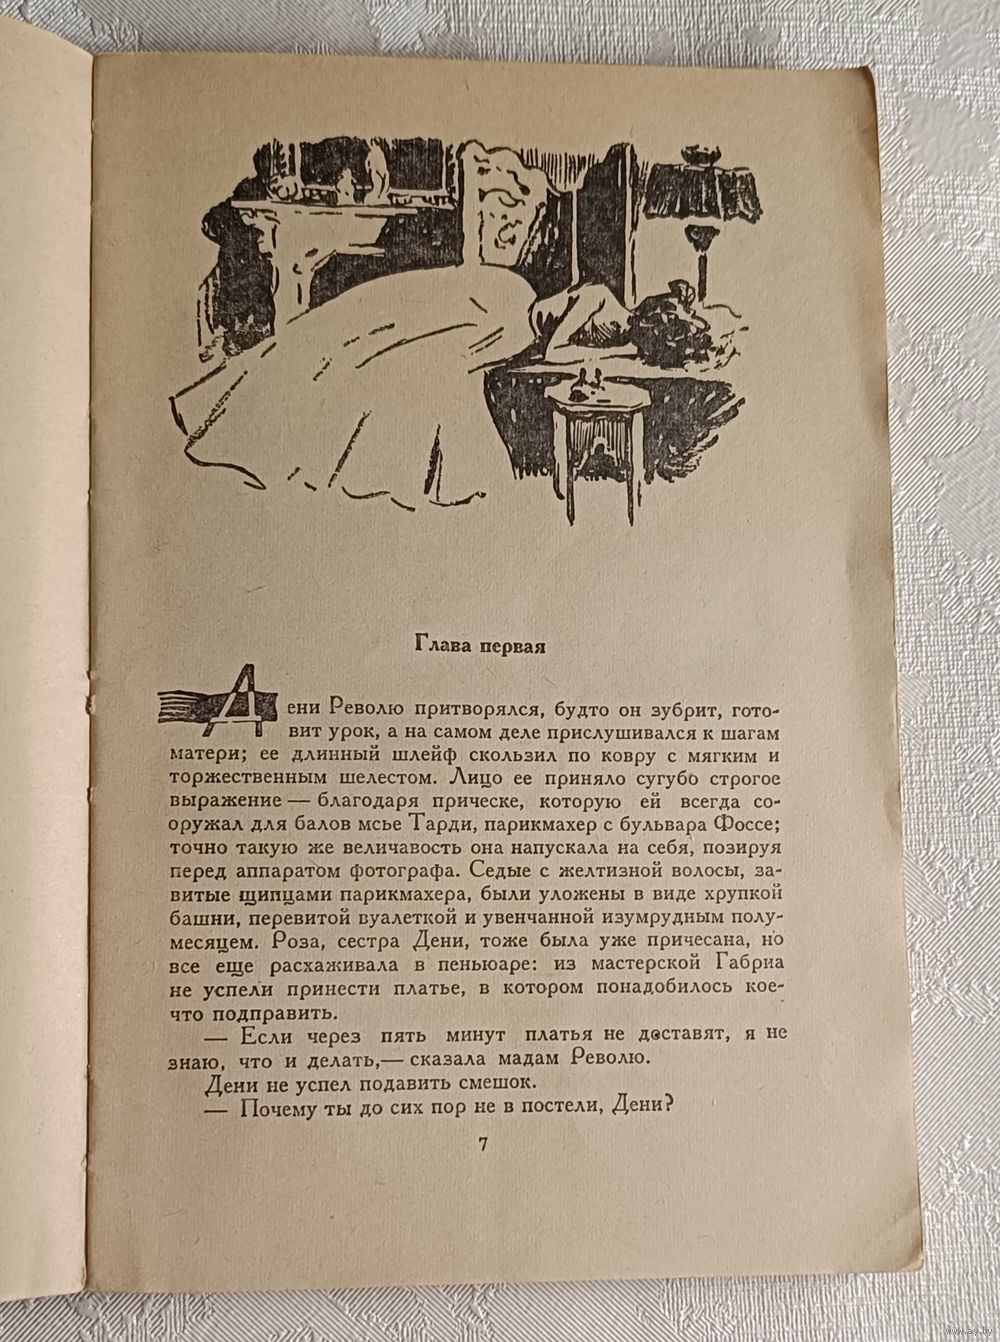 Глава первая
Дени Револю притворялся, будто он зубрит, гото-
вит урок, а на самом деле прислушивался к шагам
матери; ее длинный шлейф скользил по ковру с мягким и
торжественным шелестом. Лицо ее приняло сугубо строгое
выражение — благодаря прическе, которую ей всегда со-
оружал для балов мсье Тарди, парикмахер с бульвара Фоссе;
точно такую же величавость она напускала на себя, позируя
перед аппаратом фотографа. Седые с желтизной волосы, за-
витые щипцами парикмахера, были уложены в виде хрупкой
башни, перевитой вуалеткой и увенчанной изумрудным полу-
месяцем. Роза, сестра Дени, тоже была уже причесана, но
все еще расхаживала в пеньюаре: из мастерской Габриа
не успели принести платье, в котором понадобилось кое-
что подправить.
— Если через пять минут платья не доставят, я не
знаю, что и делать,— сказала мадам Револю.
Дени не успел подавить смешок.
— Почему ты до сих пор не в постели, Дени?
7
www.ay.by